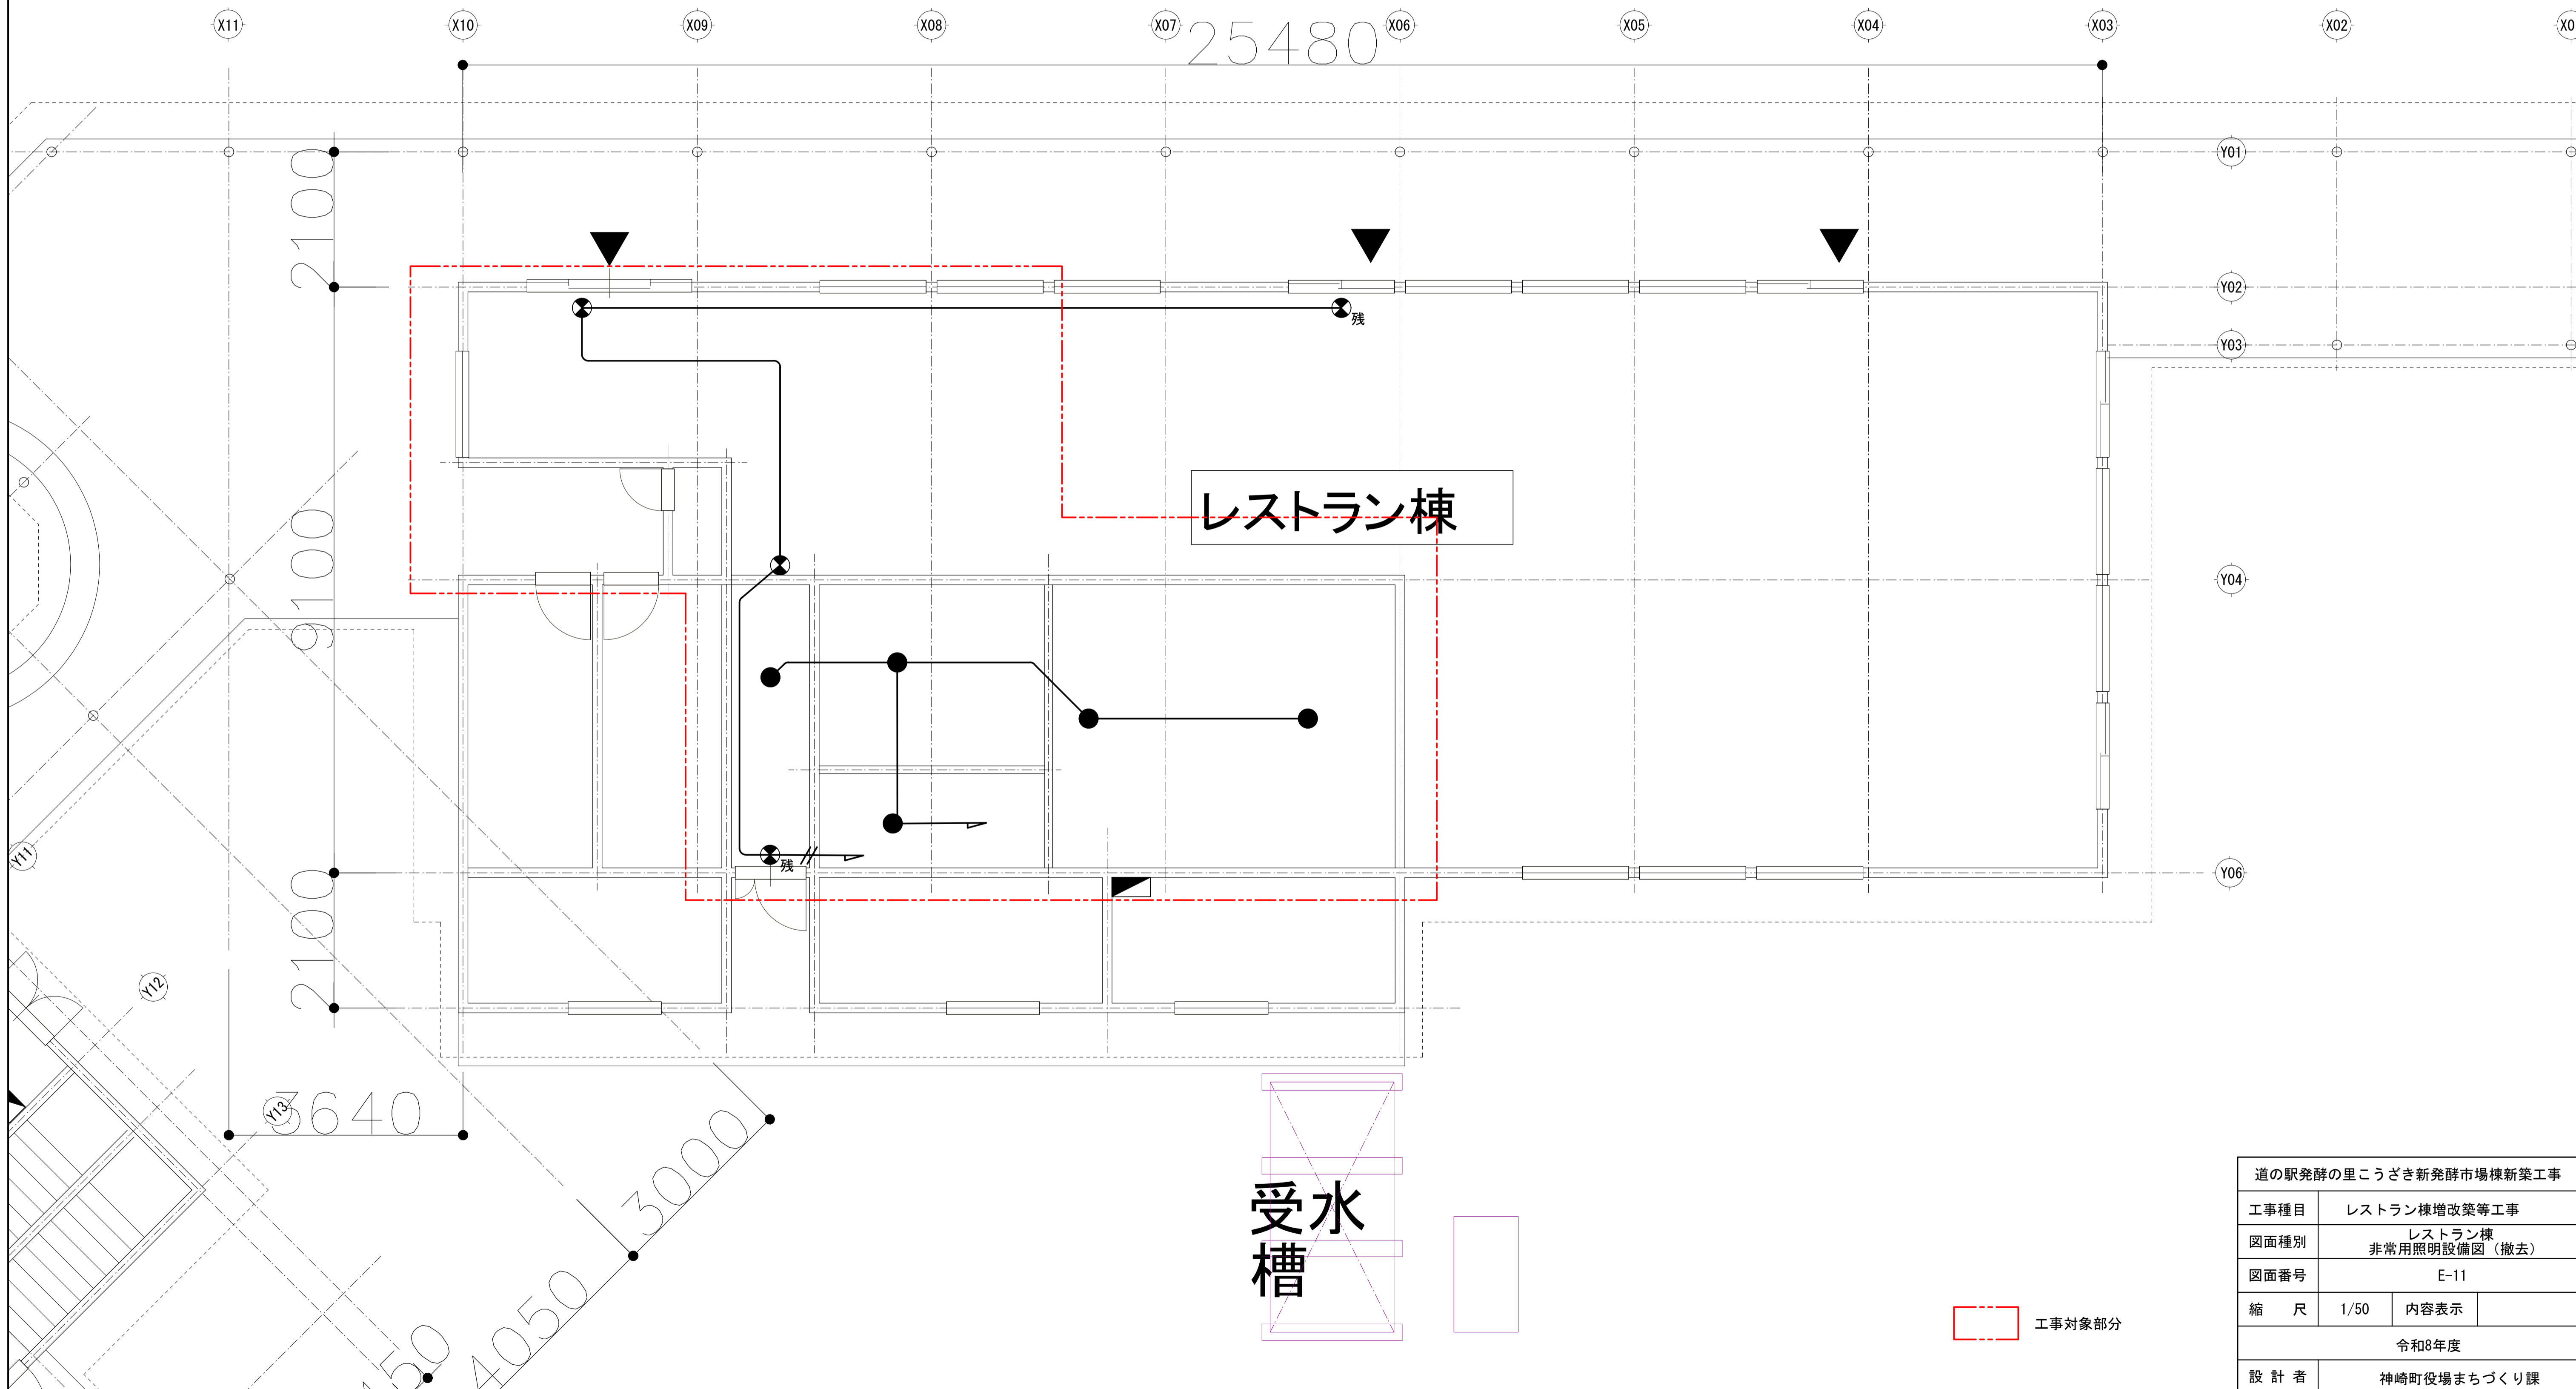 X11 X10 X09 X08 X07 X06 X05 X04 X03 X02
25480
Y01
2100
Y02
残
Y03
レストラン棟
9100
Y04
Y11
残
Y06
2100
Y12
Y13
3640
3000
受水
槽
4050
道の駅発酵の里こうざき新発酵市場棟新築工事
工事種目 レストラン棟増改築等工事
図面種別 レストラン棟
非常用照明設備図（撤去）
図面番号 E-11
縮 尺 1/50 内容表示
工事対象部分
令和8年度
設 計 者 神崎町役場まちづくり課